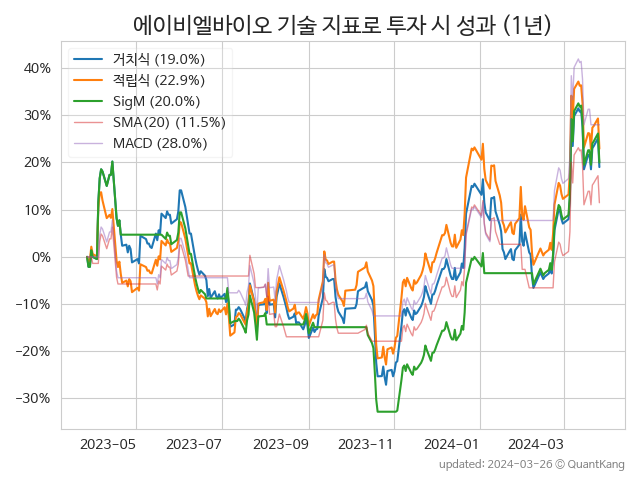 에이비엘바이오 기술 지표로 투자 시 성과 (1년)
거치식 (19.0%)
적립식 (22.9%)
SigM (20.0%)
SMA(20) (11.5%)
MACD (28.0%)
40%
30%
20%
10%
0%
−10%
−20%
−30%
2023-05 2023-07 2023-09 2023-11 2024-01 2024-03
updated: 2024-03-26 © QuantKang